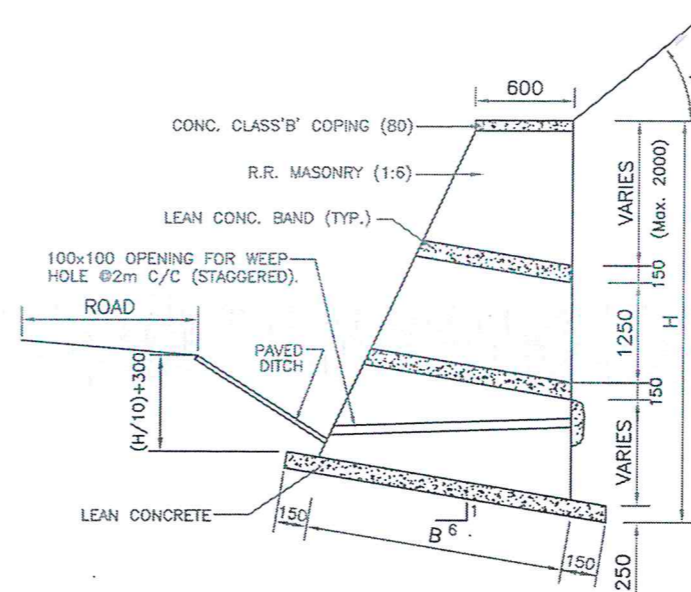 600
CONC. CLASS'B' COPING (80)
R.R. MASONRY (1:6)
LEAN CONC. BAND (TYP.)
100x100 OPENING FOR WEEP
HOLE @2m C/C (STAGGERED).
ROAD
PAVED
DITCH
(H/10)+300
LEAN CONCRETE
150
B
6
1
150
VARIES
(Max. 2000)
150
1250
H
150
VARIES
250